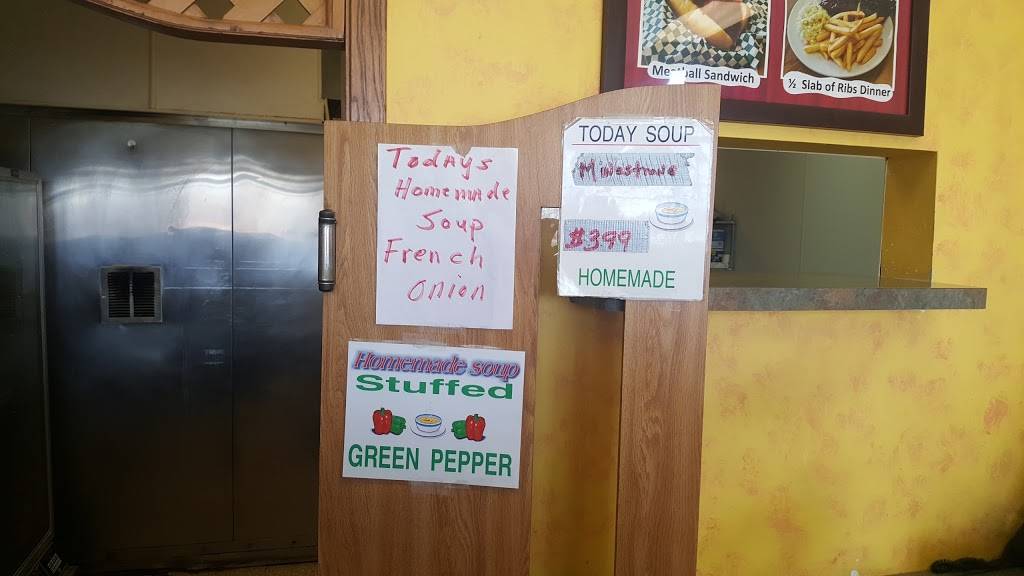 Meatball Sandwich
½ Slab of Ribs Dinner
Todays
Homemade
Soup
French
Onion
TODAY SOUP
Minestrone
$399
HOMEMADE
Homemade soup
Stuffed
GREEN PEPPER